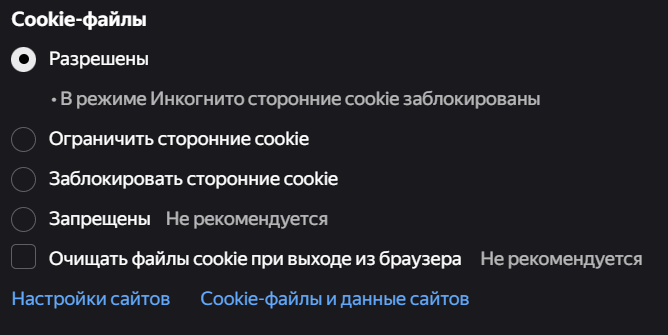 Cookie-файлы
Разрешены
• В режиме Инкогнито сторонние cookie заблокированы
Ограничить сторонние cookie
Заблокировать сторонние cookie
Запрещены Не рекомендуется
Очищать файлы cookie при выходе из браузера Не рекомендуется
Настройки сайтов Cookie-файлы и данные сайтов